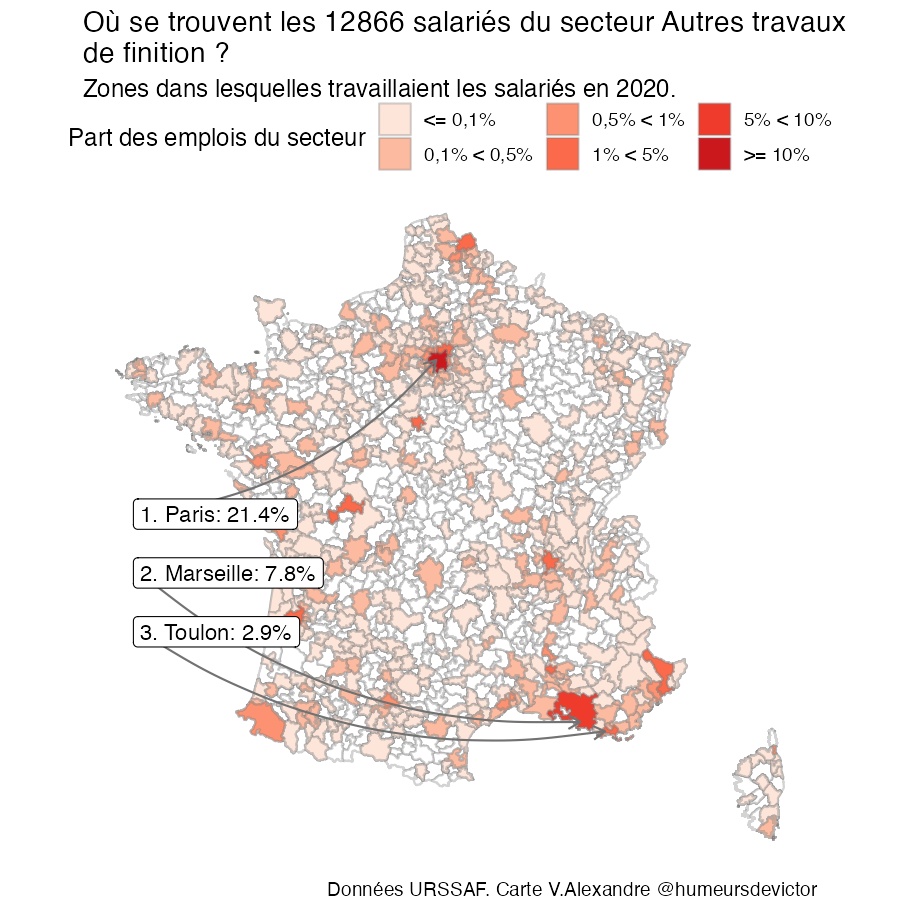 Où se trouvent les 12866 salariés du secteur Autres travaux
de finition ?
Zones dans lesquelles travaillaient les salariés en 2020.
Part des emplois du secteur
<= 0,1%
0,1% < 0,5%
0,5% < 1%
1% < 5%
5% < 10%
>= 10%
1. Paris: 21.4%
2. Marseille: 7.8%
3. Toulon: 2.9%
Données URSSAF. Carte V.Alexandre @humeursdevictor